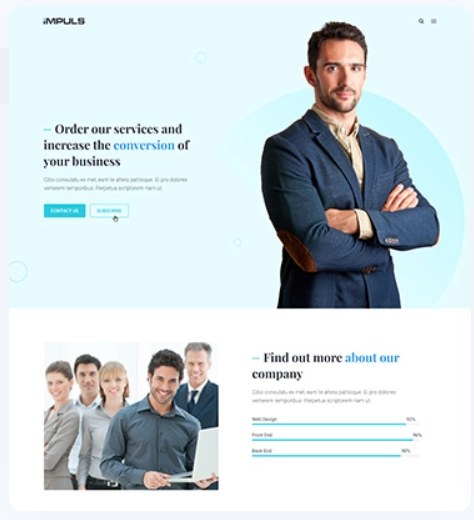 iMPULS
Order our services and
increase the conversion of
your business
Cibo consulatu ex mei, eam te altera patrioque. Et pro dolores
verterem temporibus. Perpetua scriptorem nam ut.
CONTACT US
SUBSCRIBE
Find out more about our
company
Cibo consulatu ex mei, eam te altera patrioque. Et pro dolores
verterem temporibus. Perpetua scriptorem nam ut.
Web Design 92%
Front End 96%
Back End 90%